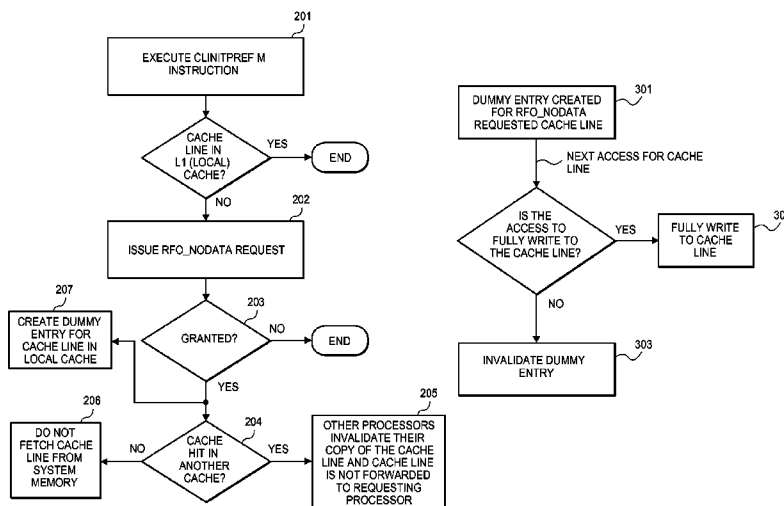 201
EXECUTE CLINITPREF M
INSTRUCTION
CACHE
LINE IN
L1 (LOCAL)
CACHE?
YES
END
NO
202
ISSUE RFO_NODATA REQUEST
207
CREATE DUMMY
ENTRY FOR
CACHE LINE IN
LOCAL CACHE
203
GRANTED?
NO
END
YES
206
DO NOT
FETCH CACHE
LINE FROM
SYSTEM
MEMORY
NO
204
CACHE
HIT IN
ANOTHER
CACHE?
YES
205
OTHER PROCESSORS
INVALIDATE THEIR
COPY OF THE CACHE
LINE AND CACHE LINE
IS NOT FORWARDED
TO REQUESTING
PROCESSOR
301
DUMMY ENTRY CREATED
FOR RFO_NODATA
REQUESTED CACHE LINE
NEXT ACCESS FOR CACHE
LINE
IS THE
ACCESS TO
FULLY WRITE TO
THE CACHE LINE?
YES
30
FULLY WRITE
TO CACHE
LINE
NO
303
INVALIDATE DUMMY
ENTRY